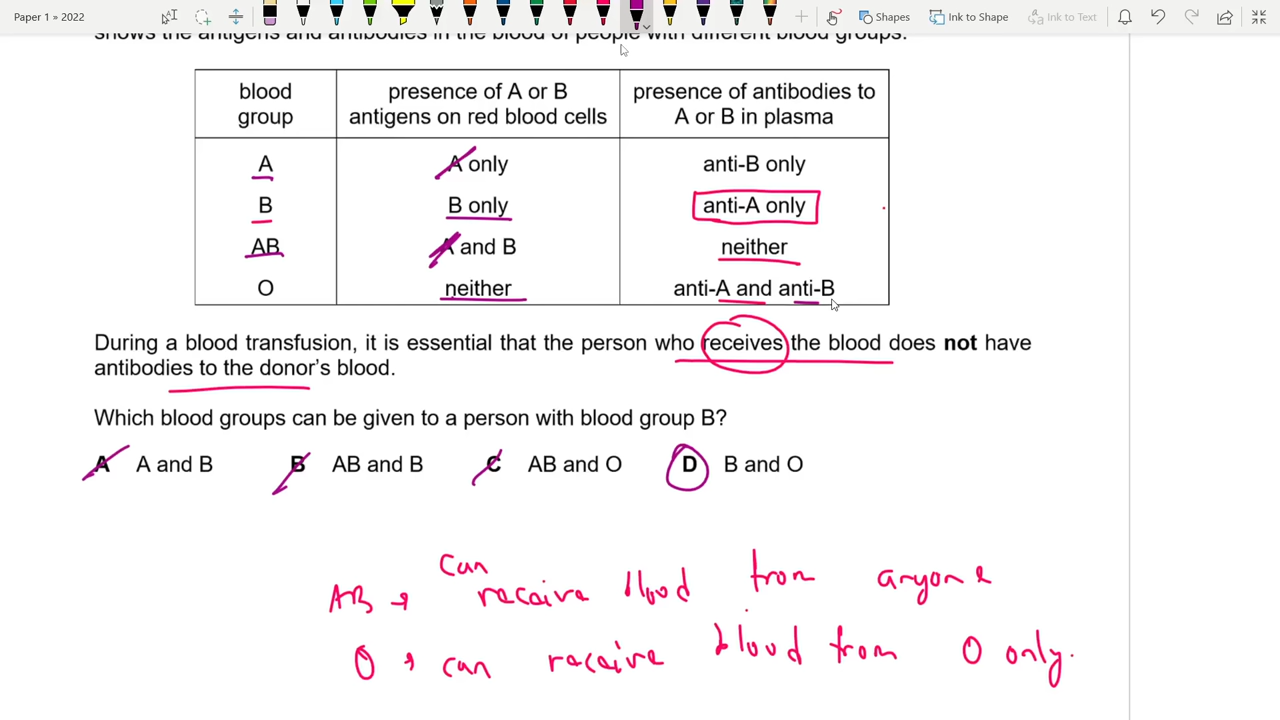 Paper 1 » 2022
Shapes
Ink to Shape
Ink to Text
shows the antigens and antibodies in the blood of people with different blood groups.
blood group
presence of A or B antigens on red blood cells
presence of antibodies to A or B in plasma
A
A only
anti-B only
B
B only
anti-A only
AB
A and B
neither
O
neither
anti-A and anti-B
During a blood transfusion, it is essential that the person who receives the blood does not have
antibodies to the donor's blood.
Which blood groups can be given to a person with blood group B?
A A and B B AB and B C AB and O D B and O
AB → can receive blood from anyone
O → can receive blood from O only.